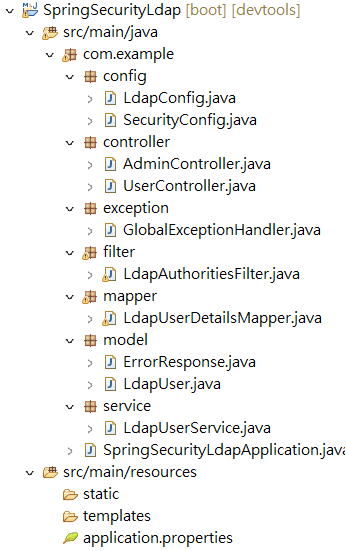 SpringSecurityLdap [boot] [devtools]
src/main/java
com.example
config
LdapConfig.java
SecurityConfig.java
controller
AdminController.java
UserController.java
exception
GlobalExceptionHandler.java
filter
LdapAuthoritiesFilter.java
mapper
LdapUserDetailsMapper.java
model
ErrorResponse.java
LdapUser.java
service
LdapUserService.java
SpringSecurityLdapApplication.java
src/main/resources
static
templates
application.properties